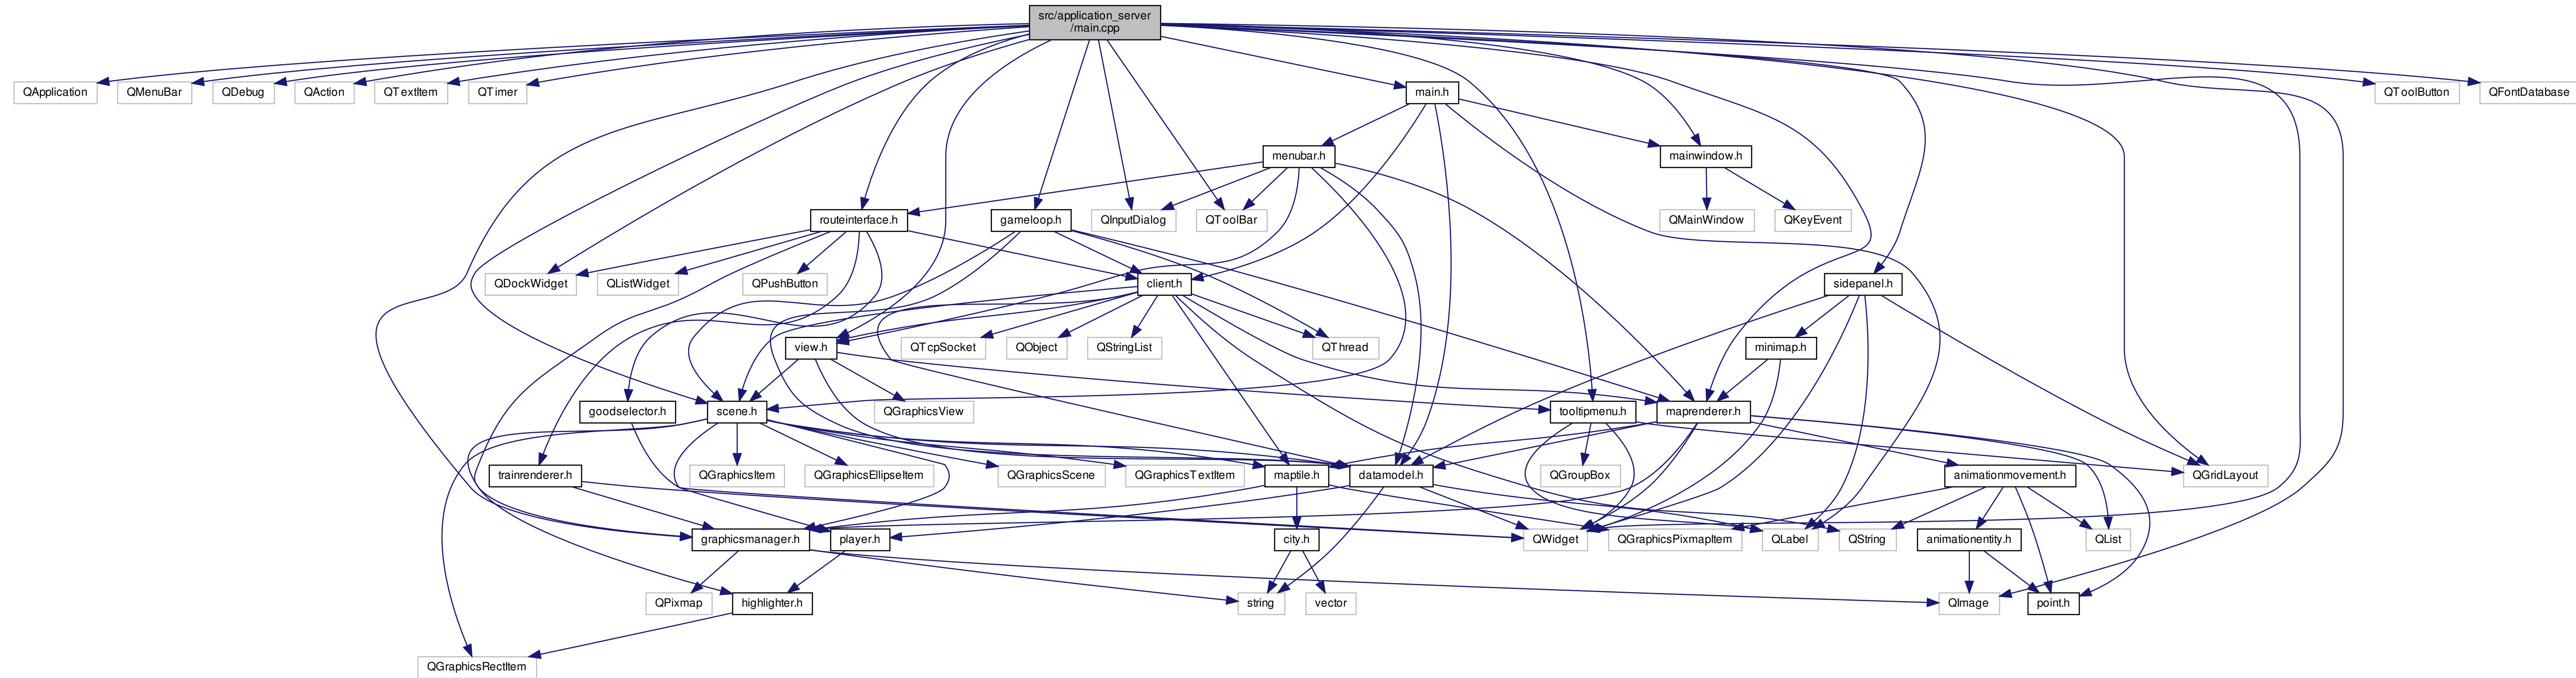 src/application_server
/main.cpp
QApplication
QMenuBar
QDebug
QAction
QTextItem
QTimer
main.h
QToolButton
QFontDatabase
menubar.h
mainwindow.h
routeinterface.h
gameloop.h
QInputDialog
QToolBar
QMainWindow
QKeyEvent
QDockWidget
QListWidget
QPushButton
client.h
sidepanel.h
view.h
QTcpSocket
QObject
QStringList
QThread
minimap.h
goodselector.h
scene.h
QGraphicsView
tooltipmenu.h
maprenderer.h
trainrenderer.h
QGraphicsItem
QGraphicsEllipseItem
QGraphicsScene
QGraphicsTextItem
maptile.h
datamodel.h
QGroupBox
animationmovement.h
QGridLayout
graphicsmanager.h
player.h
city.h
QWidget
QGraphicsPixmapItem
QLabel
QString
animationentity.h
QList
QPixmap
highlighter.h
string
vector
QImage
point.h
QGraphicsRectItem